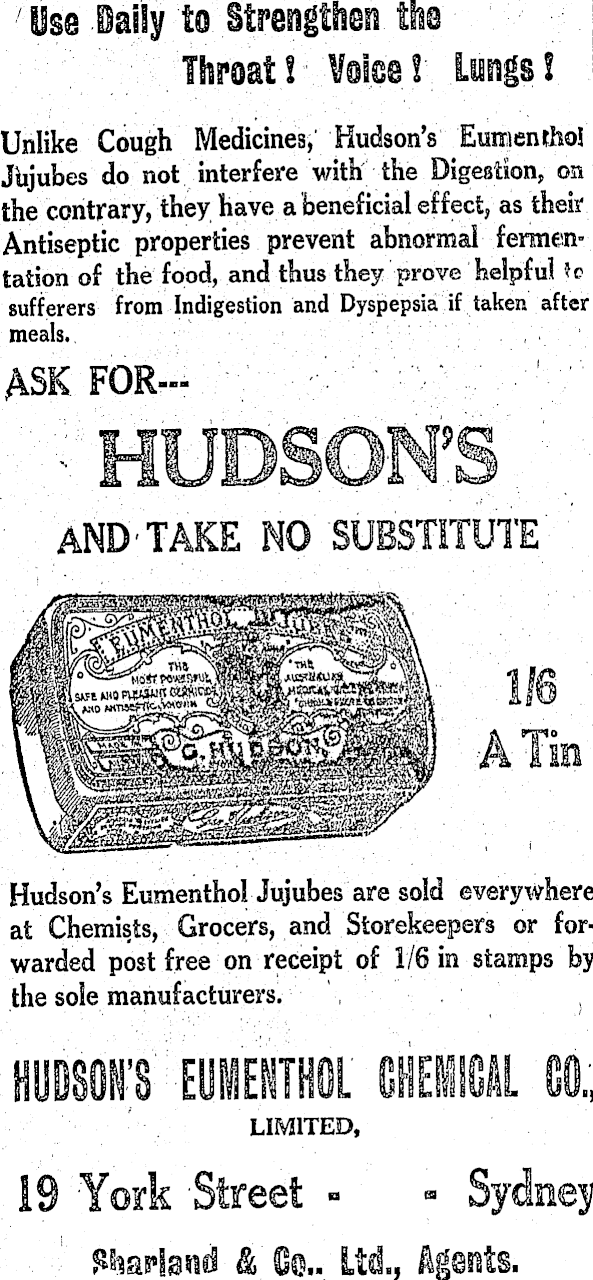 Use Daily to Strengthen the
Throat! Voice! Lungs!
Unlike Cough Medicines, Hudson's Eumenthol
Jujubes do not interfere with the Digestion, on
the contrary, they have a beneficial effect, as their
Antiseptic properties prevent abnormal fermen-
tation of the food, and thus they prove helpful to
sufferers from Indigestion and Dyspepsia if taken after
meals.
ASK FOR---
HUDSON'S
AND TAKE NO SUBSTITUTE
EUMENTHOL
THE
MOST POWERFUL
SAFE AND PLEASANT GERMICIDE
AND ANTISEPTIC KNOWN
THE
AUSTRALIAN
MEDICAL
G. HUDSON
1/6
A Tin
Hudson's Eumenthol Jujubes are sold everywhere
at Chemists, Grocers, and Storekeepers or for-
warded post free on receipt of 1/6 in stamps by
the sole manufacturers.
HUDSON'S EUMENTHOL CHEMICAL CO.,
LIMITED,
19 York Street - - Sydney
Sharland & Co., Ltd., Agents.